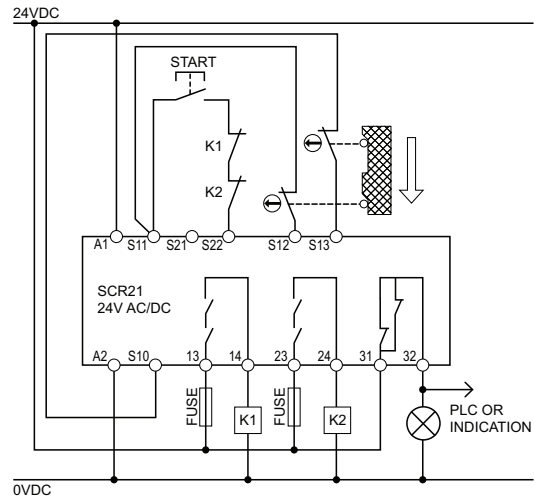 24VDC
START
K1
K2
A1 S11 S21 S22 S12 S13
SCR21
24V AC/DC
A2 S10 13 14 23 24 31 32
FUSE K1 FUSE K2
PLC OR
INDICATION
0VDC